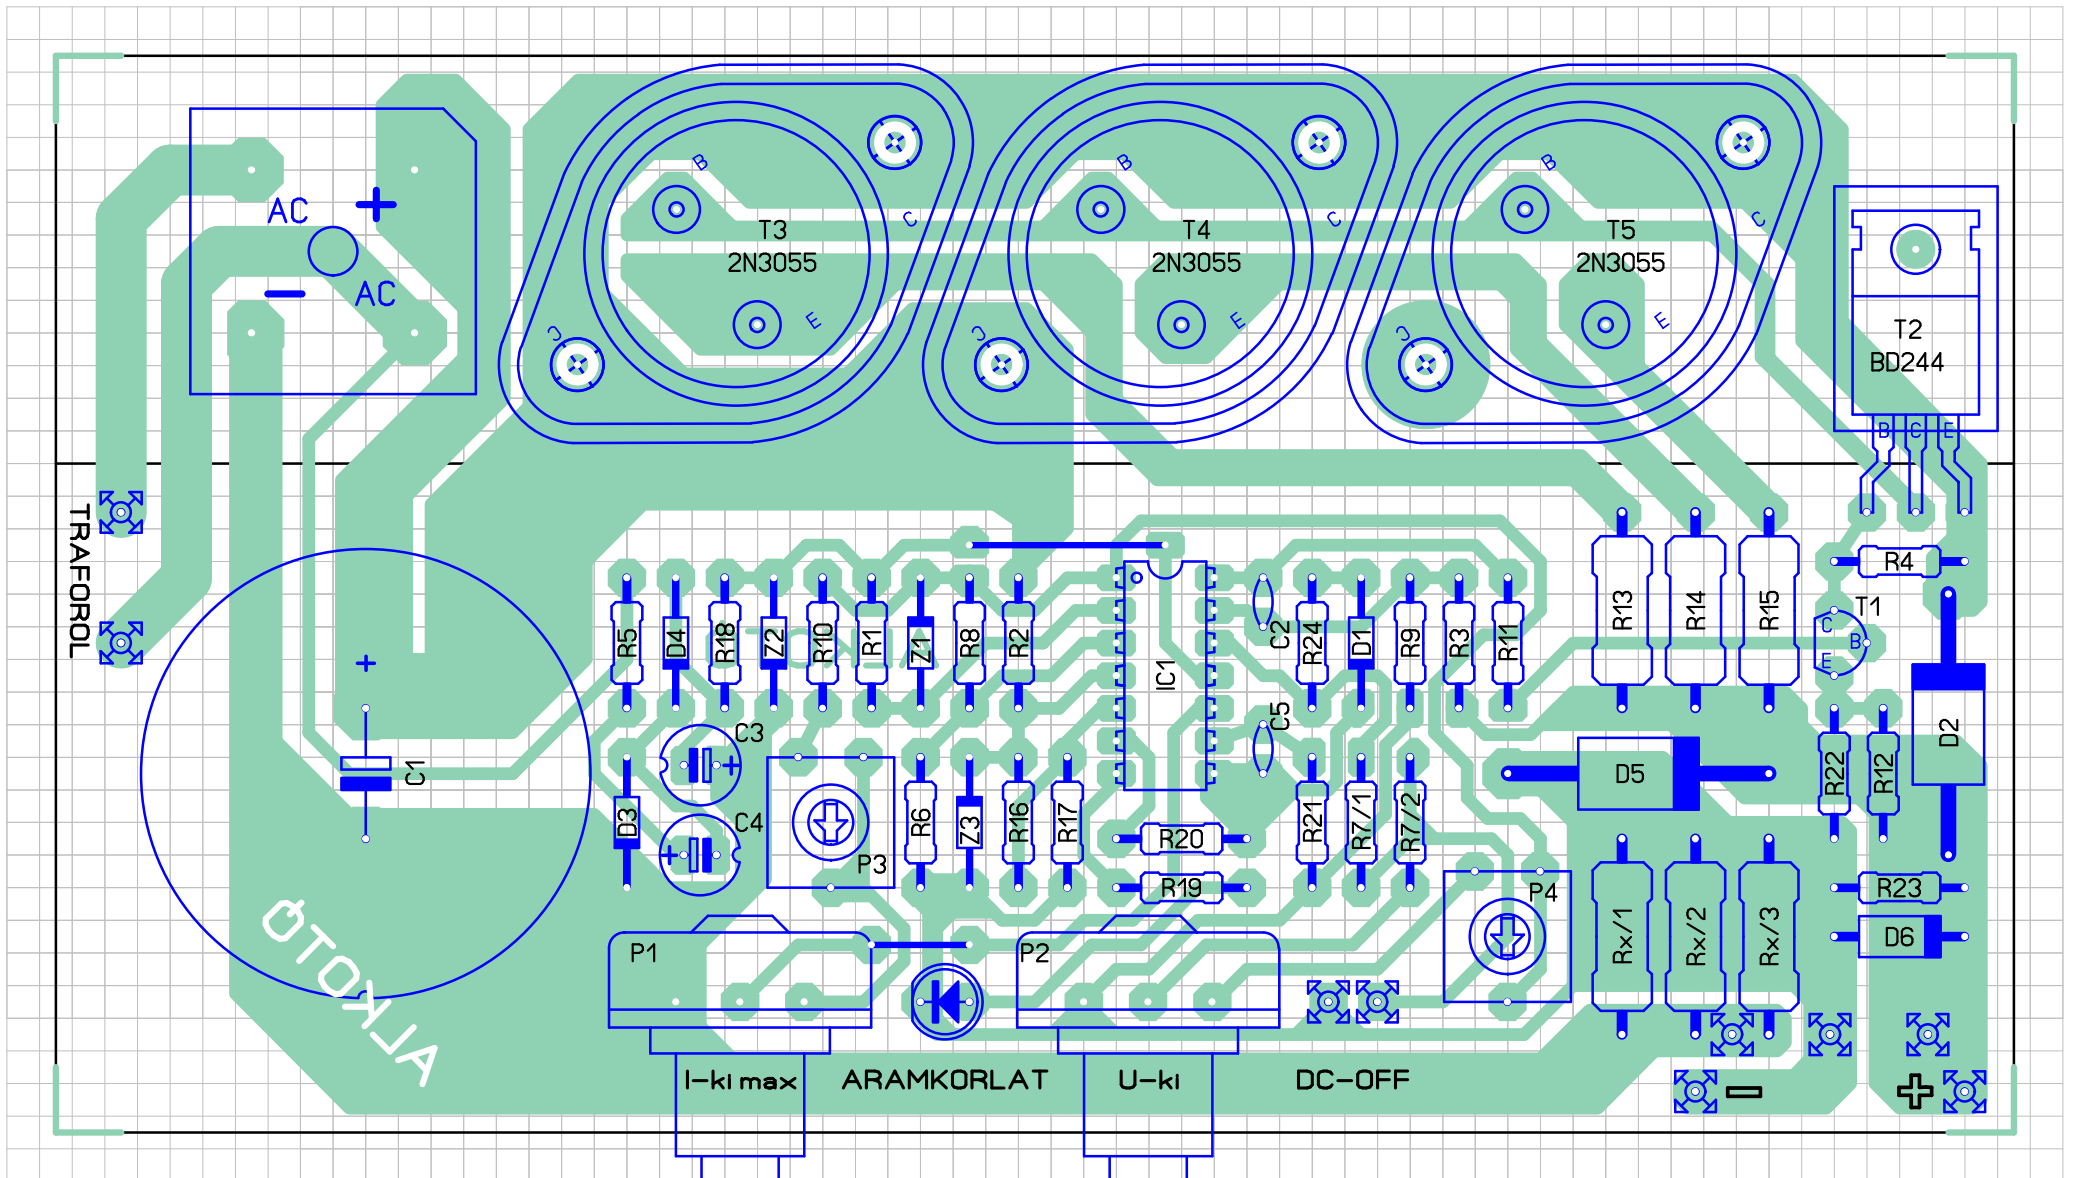 B
C
T3
2N3055
E
C
B
C
T4
2N3055
E
C
B
C
T5
2N3055
E
C
AC
+
-
AC
T2
BD244
B
C
E
TRAFOROL
R5
D4
R18
Z2
R10
R1
Z1
R8
R2
IC1
C2
R24
D1
R9
R3
R11
R13
R14
R15
R4
T1
C
B
E
+
C1
C3
+
C4
+
C5
D3
P3
R6
Z3
R16
R17
R20
R19
R21
R7/1
R7/2
D5
R22
R12
D2
P4
Rx/1
Rx/2
Rx/3
R23
D6
ALKOTÓ
P1
P2
I-ki max
ARAMKORLAT
U-ki
DC-OFF
-
+